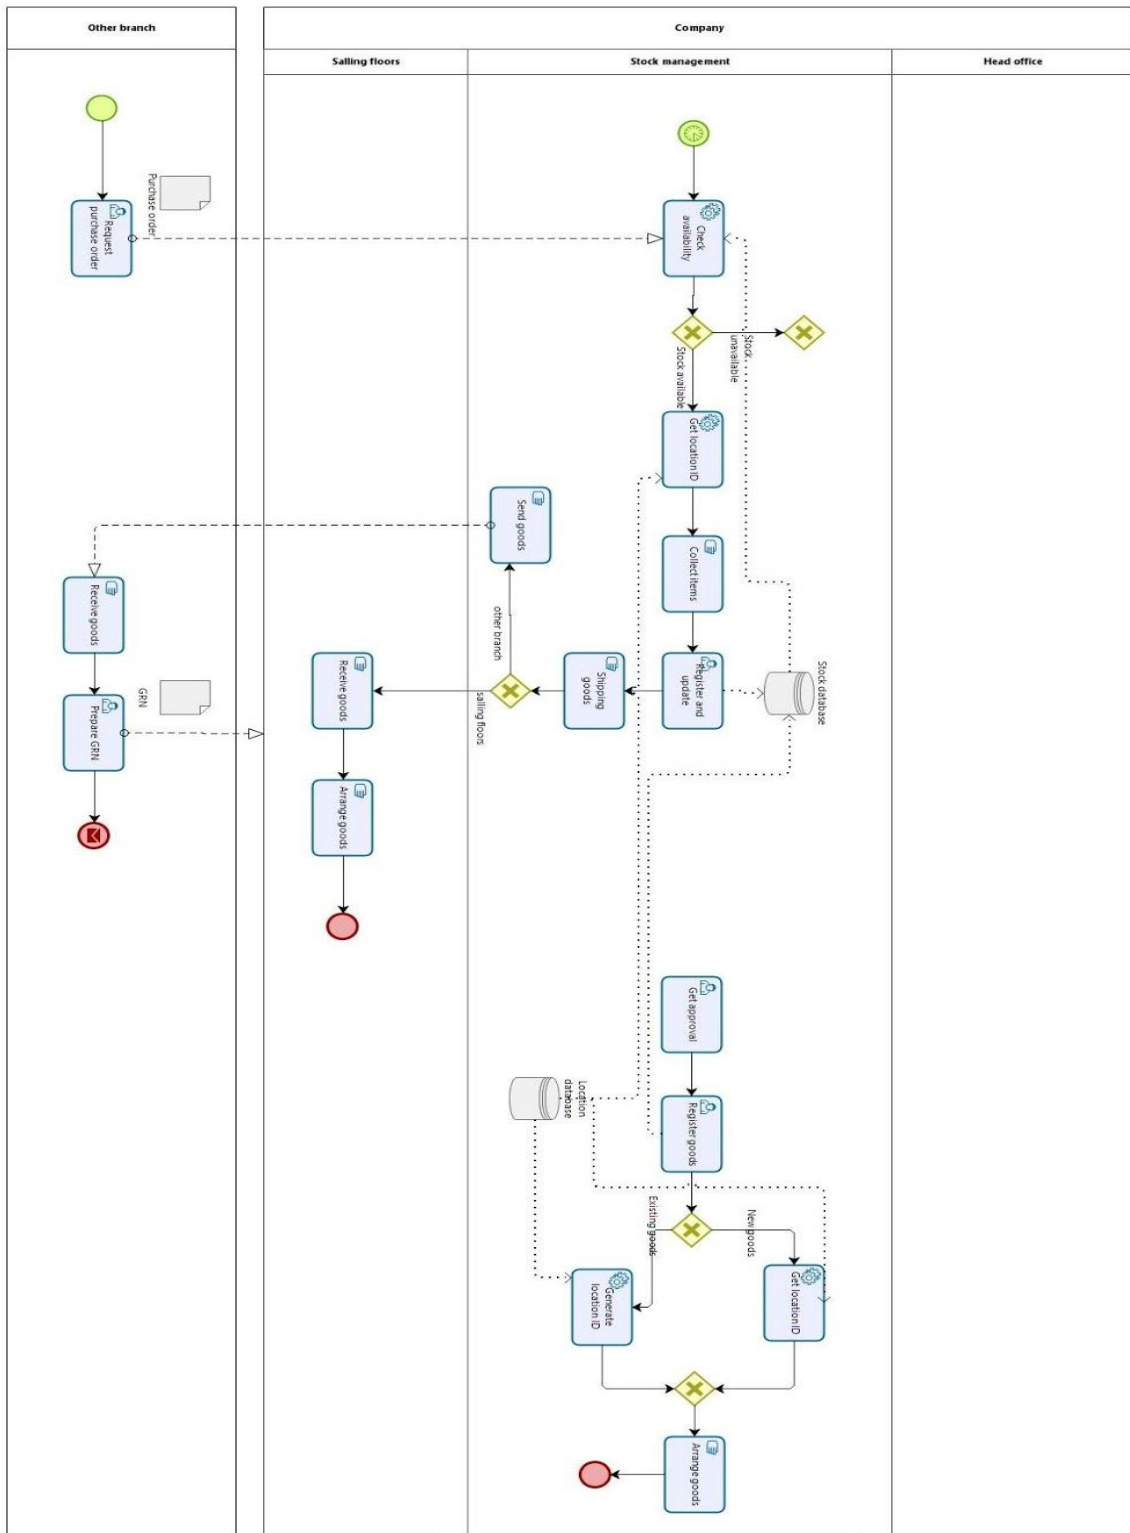 Other branch
Company
Salling floors
Stock management
Head office
Purchase order
Request
purchase order
Check
availability
Stock
unavailable
Stock available
Get location ID
Send goods
Collect items
other branch
Receive goods
Receive goods
Shipping
goods
Register and
update
Stock database
salling floors
GRN
Prepare GRN
Arrange goods
Get approval
Location
database
Register goods
Existing goods
New goods
Generate
location ID
Get location ID
Arrange goods